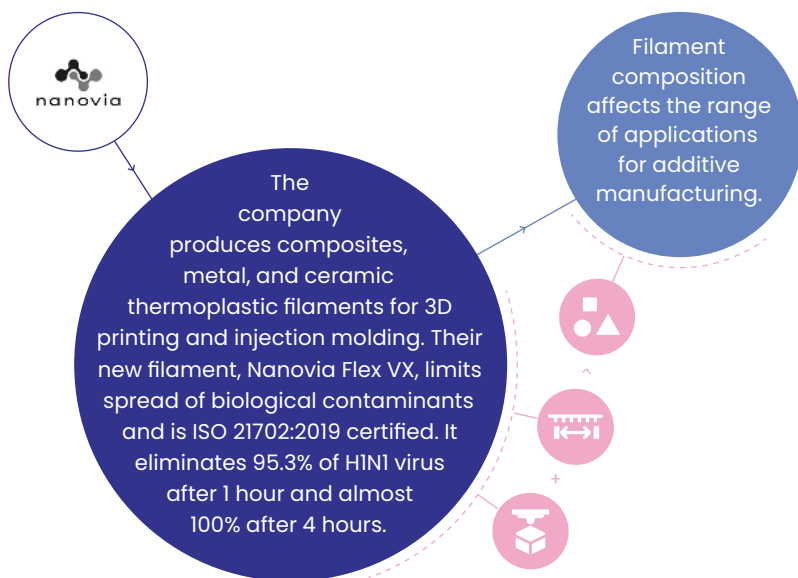 nanovia
The
company
produces composites,
metal, and ceramic
thermoplastic filaments for 3D
printing and injection molding. Their
new filament, Nanovia Flex VX, limits
spread of biological contaminants
and is ISO 21702:2019 certified. It
eliminates 95.3% of H1N1 virus
after 1 hour and almost
100% after 4 hours.
Filament
composition
affects the range
of applications
for additive
manufacturing.